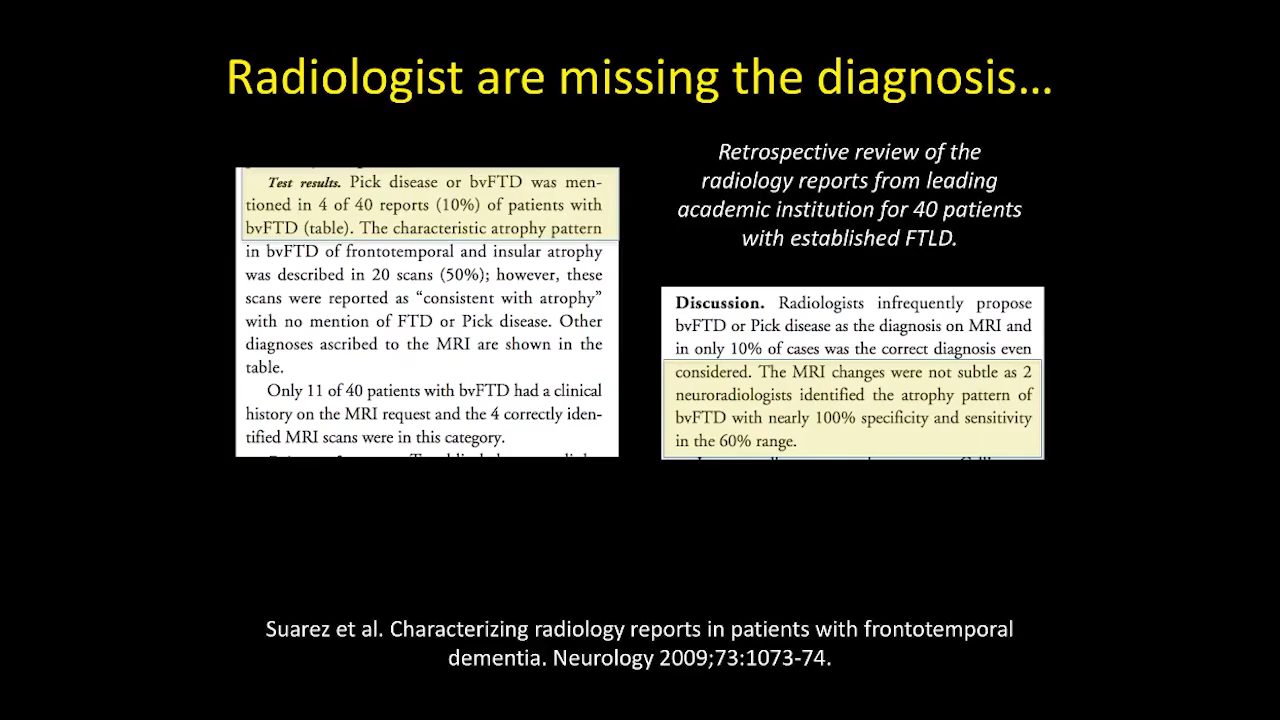 Radiologist are missing the diagnosis...
Test results. Pick disease or bvFTD was men-
tioned in 4 of 40 reports (10%) of patients with
bvFTD (table). The characteristic atrophy pattern
in bvFTD of frontotemporal and insular atrophy
was described in 20 scans (50%); however, these
scans were reported as “consistent with atrophy”
with no mention of FTD or Pick disease. Other
diagnoses ascribed to the MRI are shown in the
table.
Only 11 of 40 patients with bvFTD had a clinical
history on the MRI request and the 4 correctly iden-
tified MRI scans were in this category.
Retrospective review of the
radiology reports from leading
academic institution for 40 patients
with established FTLD.
Discussion. Radiologists infrequently propose
bvFTD or Pick disease as the diagnosis on MRI and
in only 10% of cases was the correct diagnosis even
considered. The MRI changes were not subtle as 2
neuroradiologists identified the atrophy pattern of
bvFTD with nearly 100% specificity and sensitivity
in the 60% range.
Suarez et al. Characterizing radiology reports in patients with frontotemporal
dementia. Neurology 2009;73:1073-74.